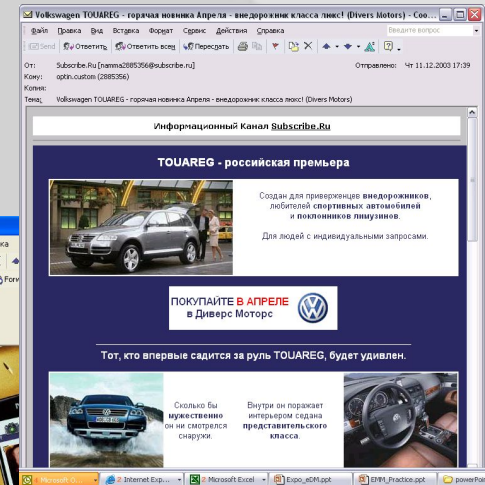 Volkswagen TOUAREG - горячая новинка Апреля - внедорожник класса люкс! (Divers Motors) - Соо...
Файл Правка Вид Вставка Формат Сервис Действия Справка
Введите вопрос
Send Ответить Ответить всем Переслать
От: Subscribe.Ru [namma2885356@subscribe.ru] Отправлено: Чт 11.12.2003 17:39
Кому: optin.custom (2885356)
Копия:
Тема: Volkswagen TOUAREG - горячая новинка Апреля - внедорожник класса люкс! (Divers Motors)
Информационный Канал Subscribe.Ru
TOUAREG - российская премьера
Создан для приверженцев внедорожников,
любителей спортивных автомобилей
и поклонников лимузинов.
Для людей с индивидуальными запросами.
ПОКУПАЙТЕ В АПРЕЛЕ
в Диверс Моторс
Тот, кто впервые садится за руль TOUAREG, будет удивлен.
Сколько бы
мужественно
он ни смотрелся
снаружи.
Внутри он поражает
интерьером седана
представительского
класса.
ка
Forw
Microsoft O... 2 Internet Exp... 2 Microsoft Excel Expo_eDM.ppt EMM_Practice.ppt powerPoi